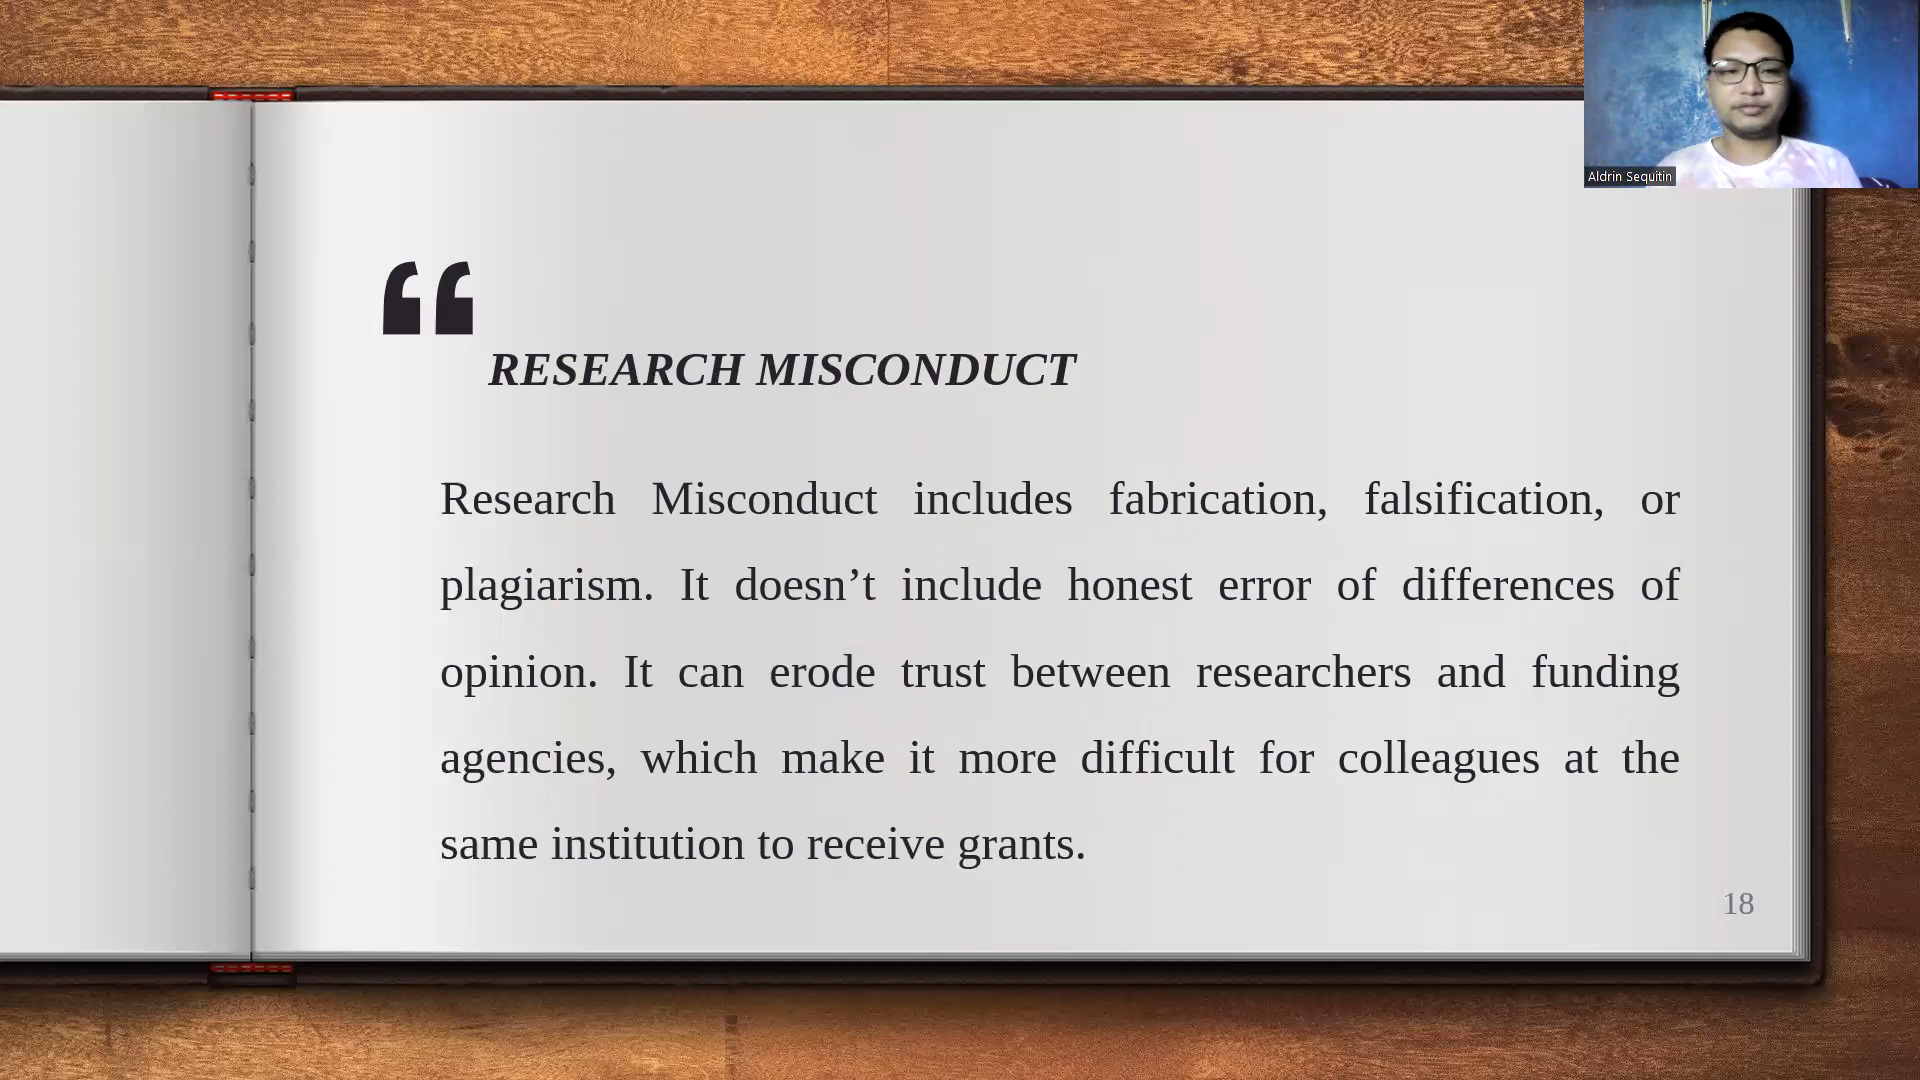 Aldrin Sequitin
“
RESEARCH MISCONDUCT
Research Misconduct includes fabrication, falsification, or
plagiarism. It doesn’t include honest error of differences of
opinion. It can erode trust between researchers and funding
agencies, which make it more difficult for colleagues at the
same institution to receive grants.
18